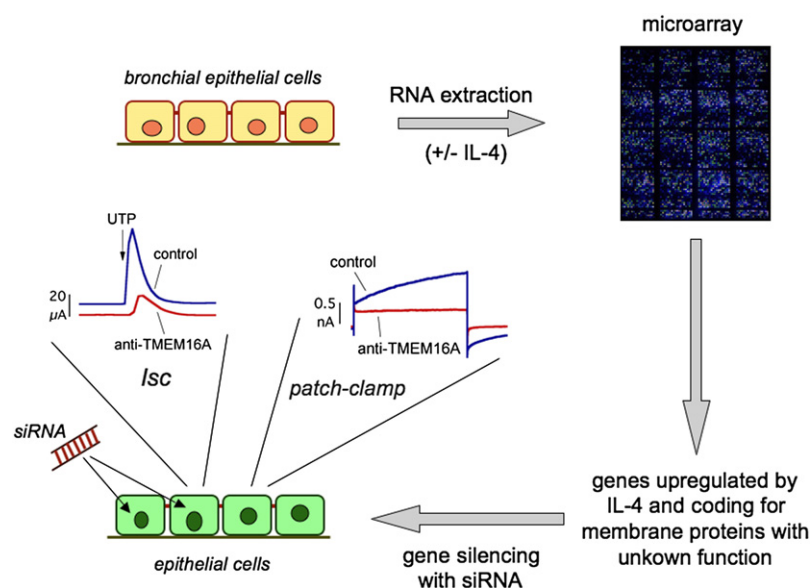 microarray
bronchial epithelial cells
RNA extraction
(+/- IL-4)
UTP
control
20
µA
anti-TMEM16A
Isc
control
0.5
nA
anti-TMEM16A
patch-clamp
siRNA
epithelial cells
gene silencing
with siRNA
genes upregulated by
IL-4 and coding for
membrane proteins with
unkown function